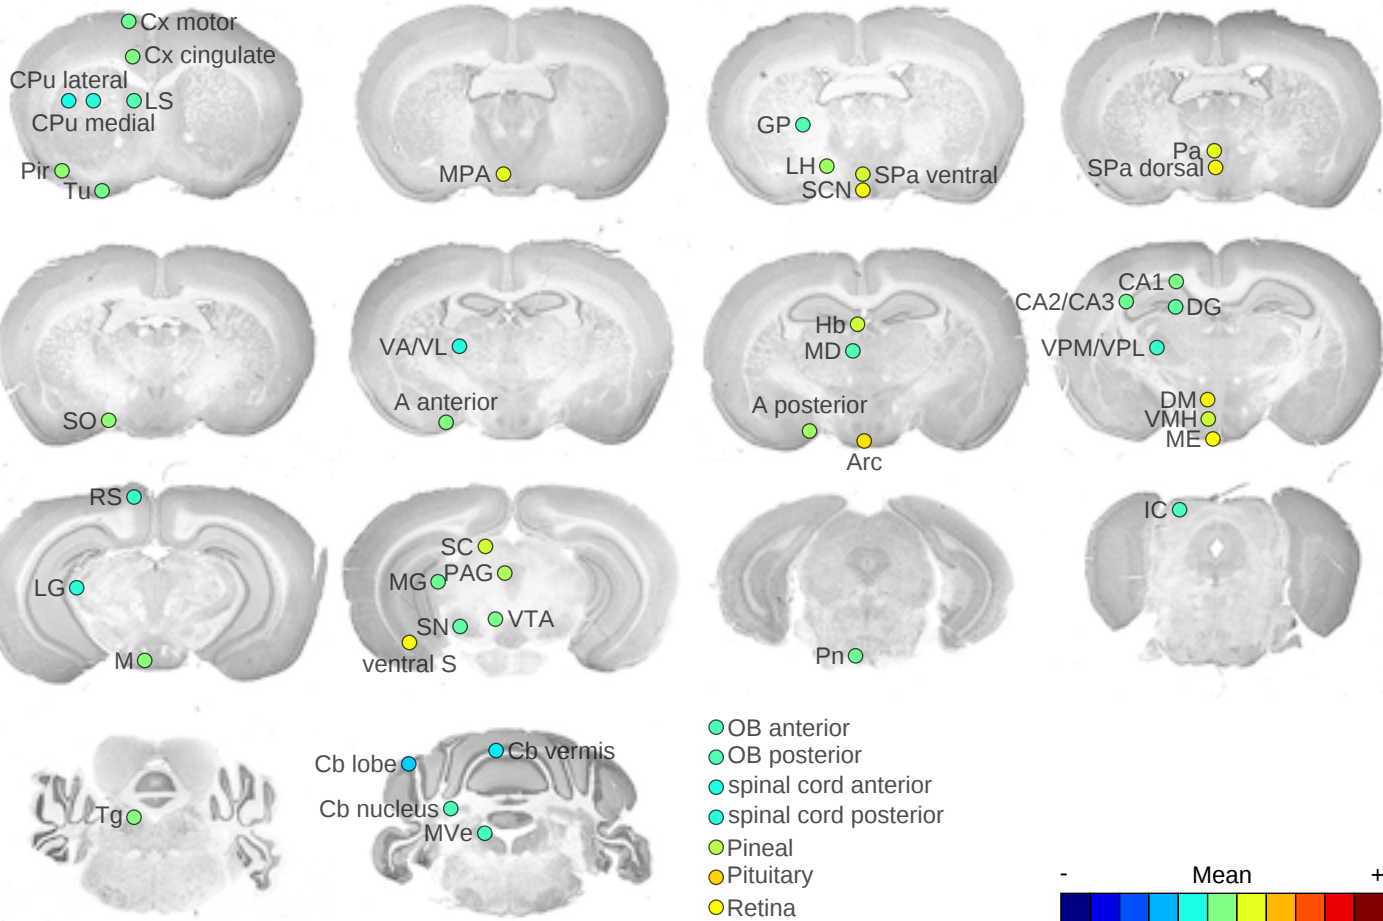 Cx motor
Cx cingulate
CPu lateral
LS
CPu medial
Pir
Tu
MPA
GP
LH
SPa ventral
SCN
Pa
SPa dorsal
SO
VA/VL
A anterior
Hb
MD
A posterior
Arc
CA1
CA2/CA3
DG
VPM/VPL
DM
VMH
ME
RS
LG
M
SC
PAG
MG
VTA
SN
ventral S
Pn
IC
Tg
Cb lobe
Cb vermis
Cb nucleus
MVe
OB anterior
OB posterior
spinal cord anterior
spinal cord posterior
Pineal
Pituitary
Retina
- Mean +